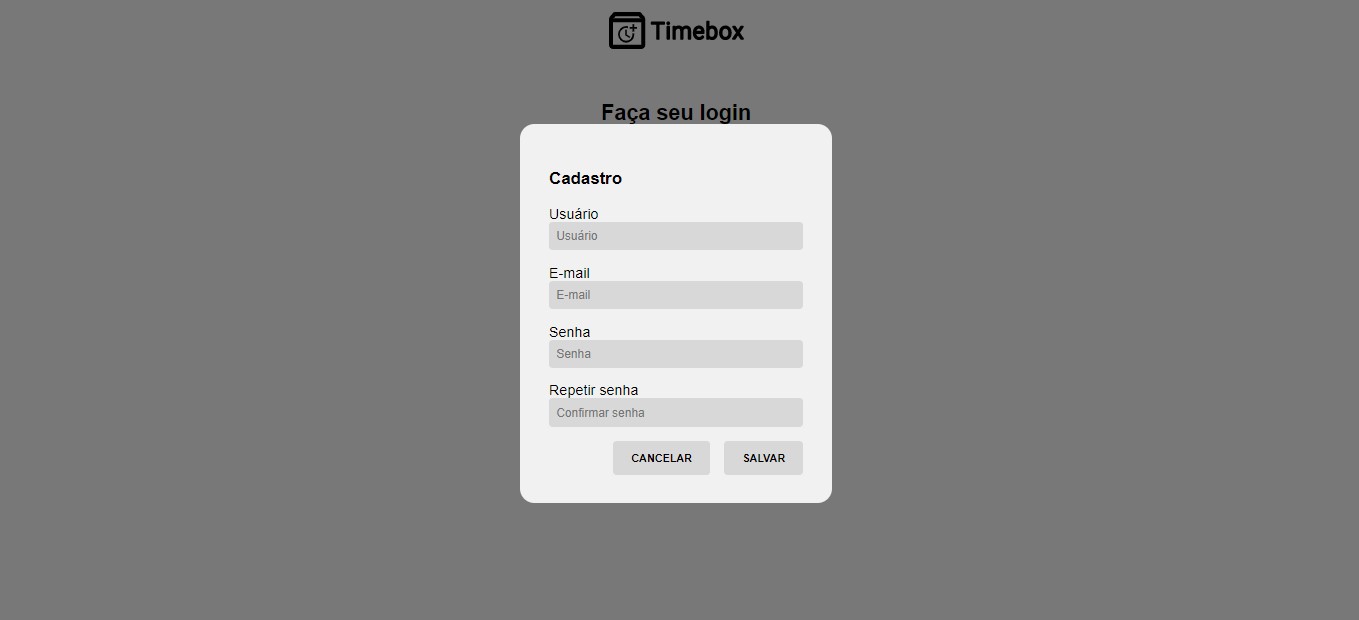 Timebox
Faça seu login
Cadastro
Usuário
Usuário
E-mail
E-mail
Senha
Senha
Repetir senha
Confirmar senha
CANCELAR SALVAR